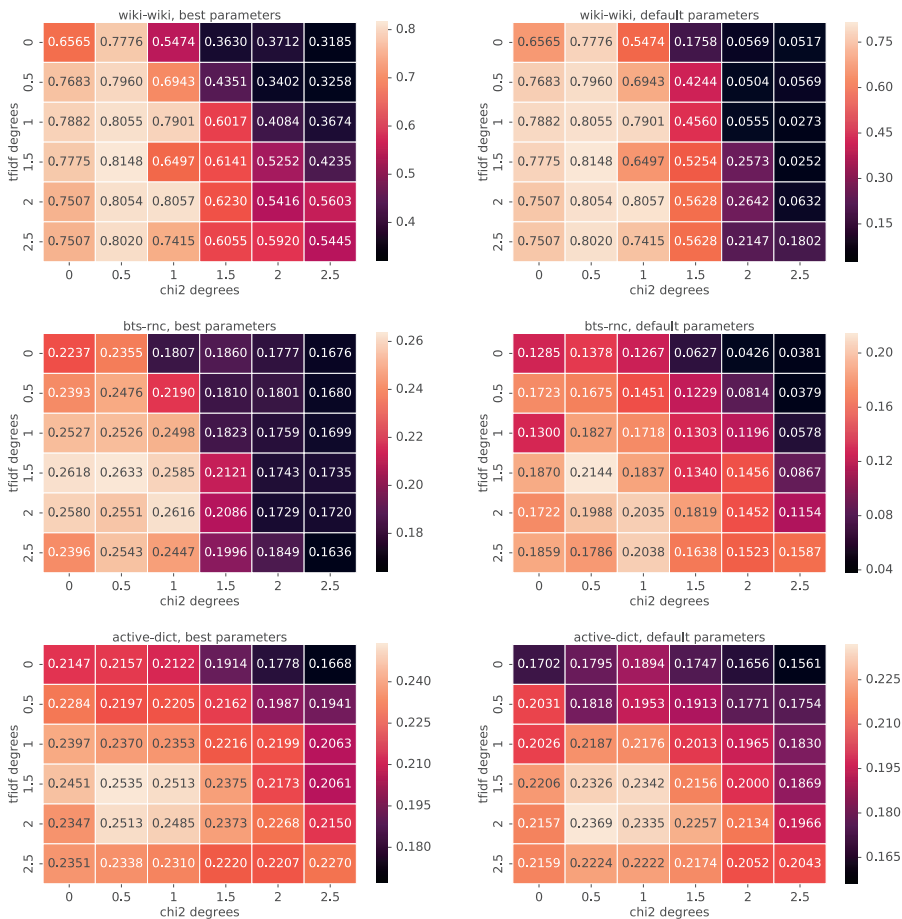 wiki-wiki, best parameters
tfidf degrees
0 0.6565 0.7776 0.5474 0.3630 0.3712 0.3185
0.5 0.7683 0.7960 0.6943 0.4351 0.3402 0.3258
1 0.7882 0.8055 0.7901 0.6017 0.4084 0.3674
1.5 0.7775 0.8148 0.6497 0.6141 0.5252 0.4235
2 0.7507 0.8054 0.8057 0.6230 0.5416 0.5603
2.5 0.7507 0.8020 0.7415 0.6055 0.5920 0.5445
0 0.5 1 1.5 2 2.5
chi2 degrees
0.8
0.7
0.6
0.5
0.4
wiki-wiki, default parameters
tfidf degrees
0 0.6565 0.7776 0.5474 0.1758 0.0569 0.0517
0.5 0.7683 0.7960 0.6943 0.4244 0.0504 0.0569
1 0.7882 0.8055 0.7901 0.4560 0.0555 0.0273
1.5 0.7775 0.8148 0.6497 0.5254 0.2573 0.0252
2 0.7507 0.8054 0.8057 0.5628 0.2642 0.0632
2.5 0.7507 0.8020 0.7415 0.5628 0.2147 0.1802
0 0.5 1 1.5 2 2.5
chi2 degrees
0.75
0.60
0.45
0.30
0.15
bts-rnc, best parameters
tfidf degrees
0 0.2237 0.2355 0.1807 0.1860 0.1777 0.1676
0.5 0.2393 0.2476 0.2190 0.1810 0.1801 0.1680
1 0.2527 0.2526 0.2498 0.1823 0.1759 0.1699
1.5 0.2618 0.2633 0.2585 0.2121 0.1743 0.1735
2 0.2580 0.2551 0.2616 0.2086 0.1729 0.1720
2.5 0.2396 0.2543 0.2447 0.1996 0.1849 0.1636
0 0.5 1 1.5 2 2.5
chi2 degrees
0.26
0.24
0.22
0.20
0.18
bts-rnc, default parameters
tfidf degrees
0 0.1285 0.1378 0.1267 0.0627 0.0426 0.0381
0.5 0.1723 0.1675 0.1451 0.1229 0.0814 0.0379
1 0.1300 0.1827 0.1718 0.1303 0.1196 0.0578
1.5 0.1870 0.2144 0.1837 0.1340 0.1456 0.0867
2 0.1722 0.1988 0.2035 0.1819 0.1452 0.1154
2.5 0.1859 0.1786 0.2038 0.1638 0.1523 0.1587
0 0.5 1 1.5 2 2.5
chi2 degrees
0.20
0.16
0.12
0.08
0.04
active-dict, best parameters
tfidf degrees
0 0.2147 0.2157 0.2122 0.1914 0.1778 0.1668
0.5 0.2284 0.2197 0.2205 0.2162 0.1987 0.1941
1 0.2397 0.2370 0.2353 0.2216 0.2199 0.2063
1.5 0.2451 0.2535 0.2513 0.2375 0.2173 0.2061
2 0.2347 0.2513 0.2485 0.2373 0.2268 0.2150
2.5 0.2351 0.2338 0.2310 0.2220 0.2207 0.2270
0 0.5 1 1.5 2 2.5
chi2 degrees
0.240
0.225
0.210
0.195
0.180
active-dict, default parameters
tfidf degrees
0 0.1702 0.1795 0.1894 0.1747 0.1656 0.1561
0.5 0.2031 0.1818 0.1953 0.1913 0.1771 0.1754
1 0.2026 0.2187 0.2176 0.2013 0.1965 0.1830
1.5 0.2206 0.2326 0.2342 0.2156 0.2000 0.1869
2 0.2157 0.2369 0.2335 0.2257 0.2134 0.1966
2.5 0.2159 0.2224 0.2222 0.2174 0.2052 0.2043
0 0.5 1 1.5 2 2.5
chi2 degrees
0.225
0.210
0.195
0.180
0.165